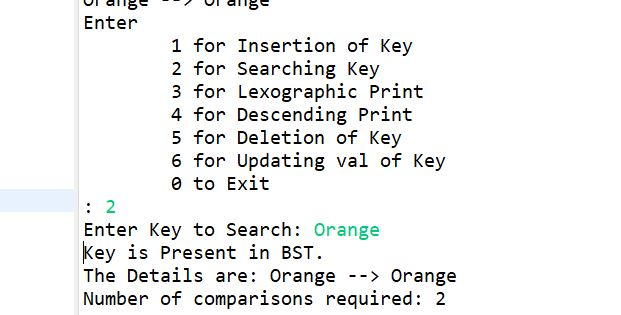 Orange --> Orange
Enter
1 for Insertion of Key
2 for Searching Key
3 for Lexographic Print
4 for Descending Print
5 for Deletion of Key
6 for Updating val of Key
0 to Exit
: 2
Enter Key to Search: Orange
Key is Present in BST.
The Details are: Orange --> Orange
Number of comparisons required: 2